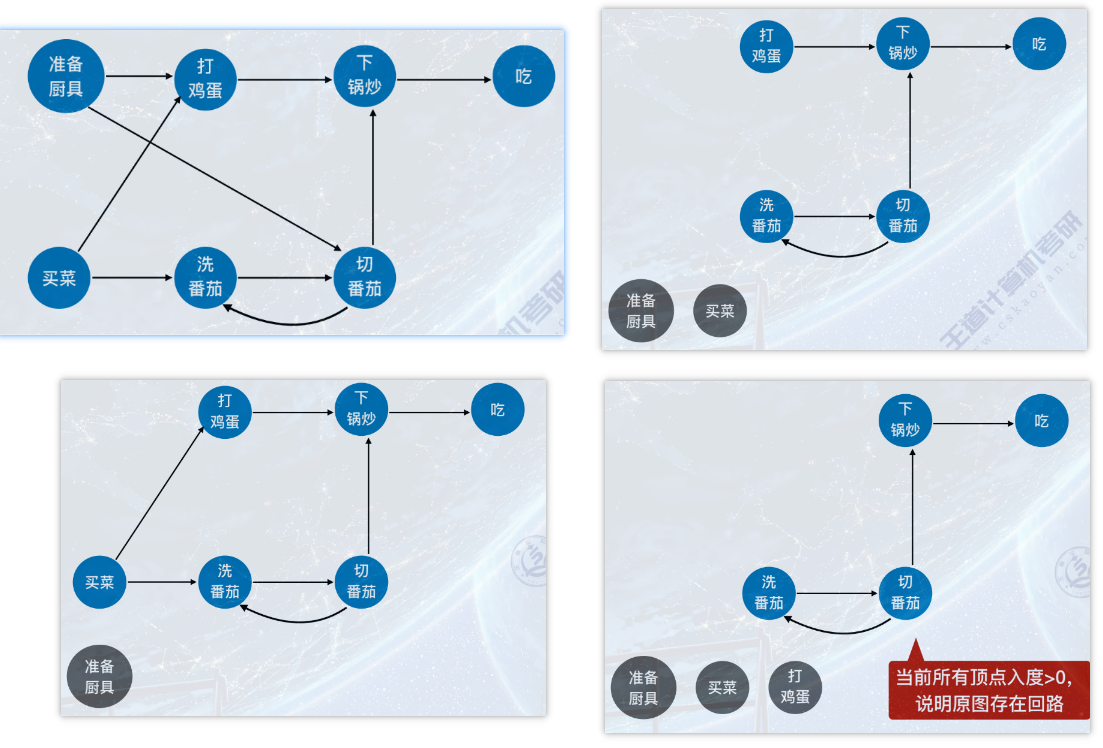 准备
厨具
打
鸡蛋
下
锅炒
吃
买菜
洗
番茄
切
番茄
机考研
打
鸡蛋
下
锅炒
吃
洗
番茄
切
番茄
准备
厨具
买菜
王道计算机考研
www.cskaoyan.co
打
鸡蛋
下
锅炒
吃
买菜
洗
番茄
切
番茄
准备
厨具
下
锅炒
吃
洗
番茄
切
番茄
准备
厨具
买菜
打
鸡蛋
当前所有顶点入度>0，
说明原图存在回路